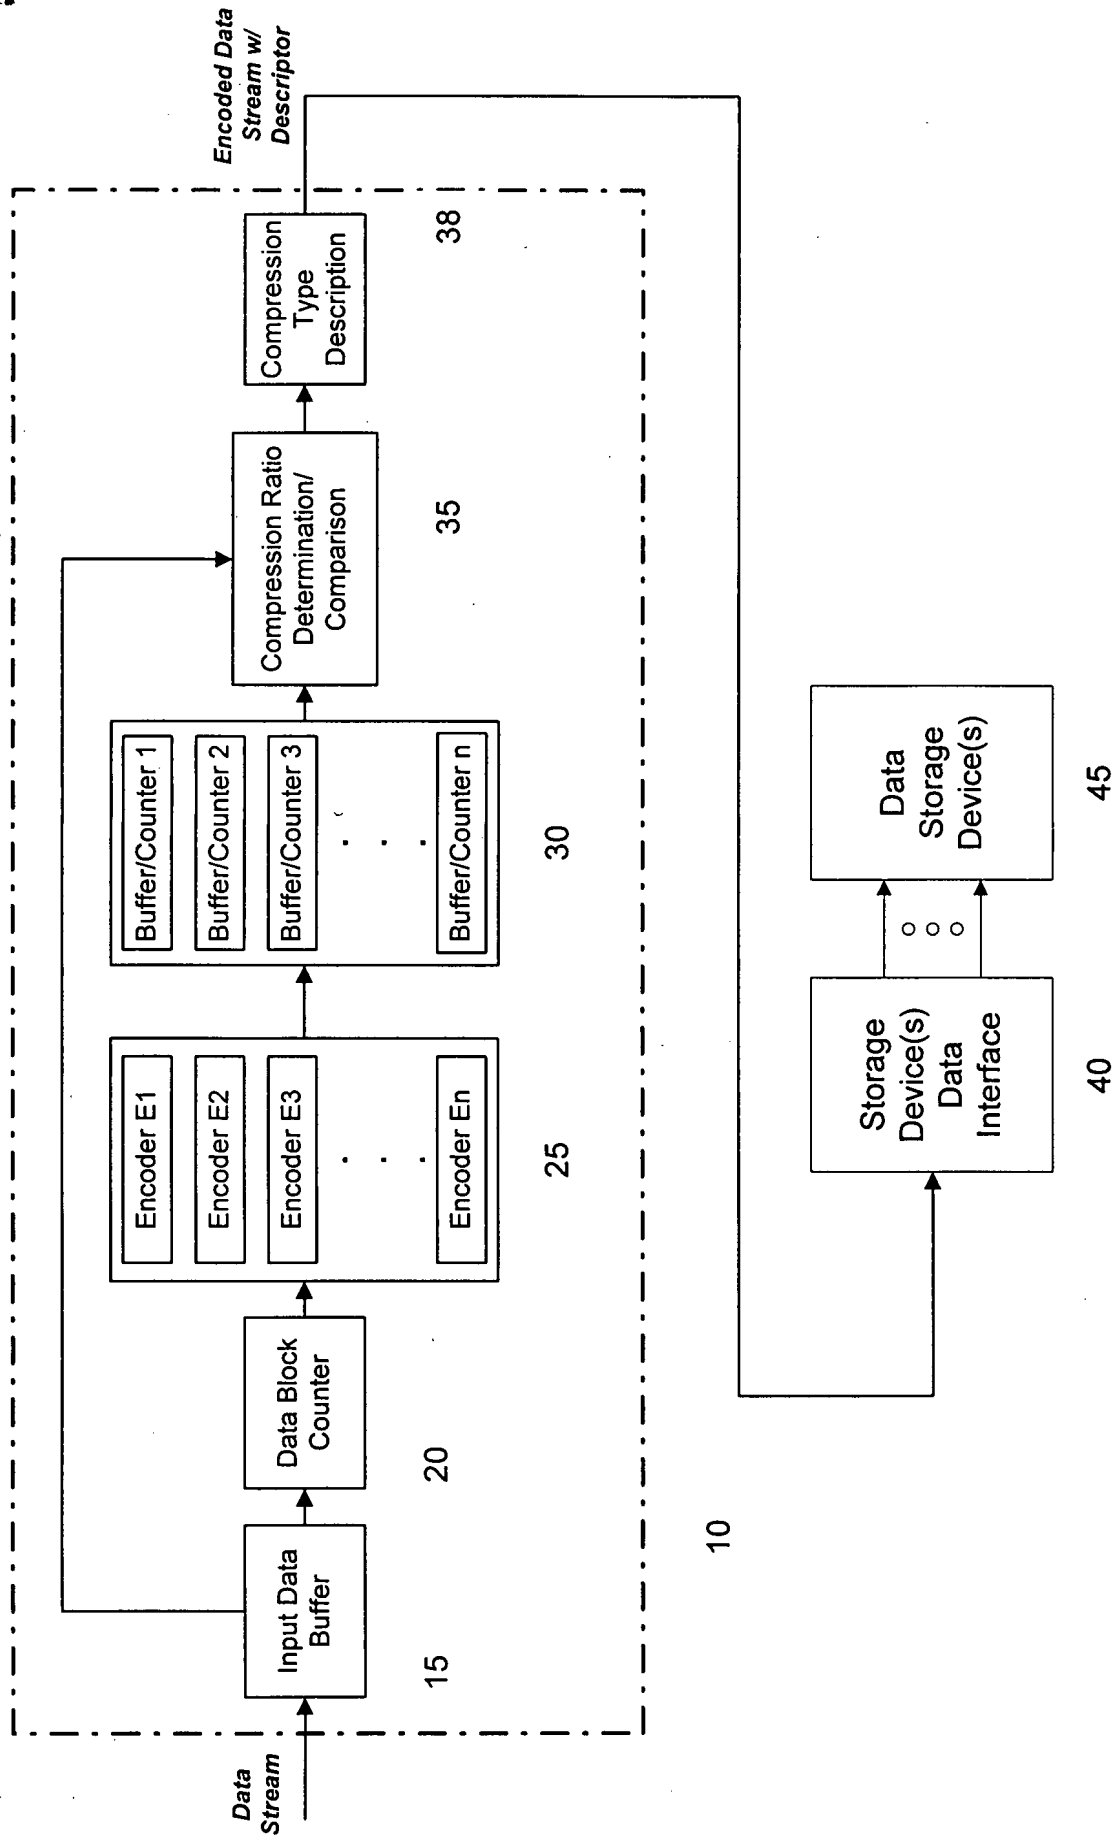 Data
Stream
Input Data
Buffer
15
Data Block
Counter
20
Encoder E1
Encoder E2
Encoder E3
. . .
Encoder En
25
Buffer/Counter 1
Buffer/Counter 2
Buffer/Counter 3
. . .
Buffer/Counter n
30
Compression Ratio
Determination/
Comparison
35
Compression
Type
Description
38
Encoded Data
Stream w/
Descriptor
10
Storage
Device(s)
Data
Interface
40
Data
Storage
Device(s)
45